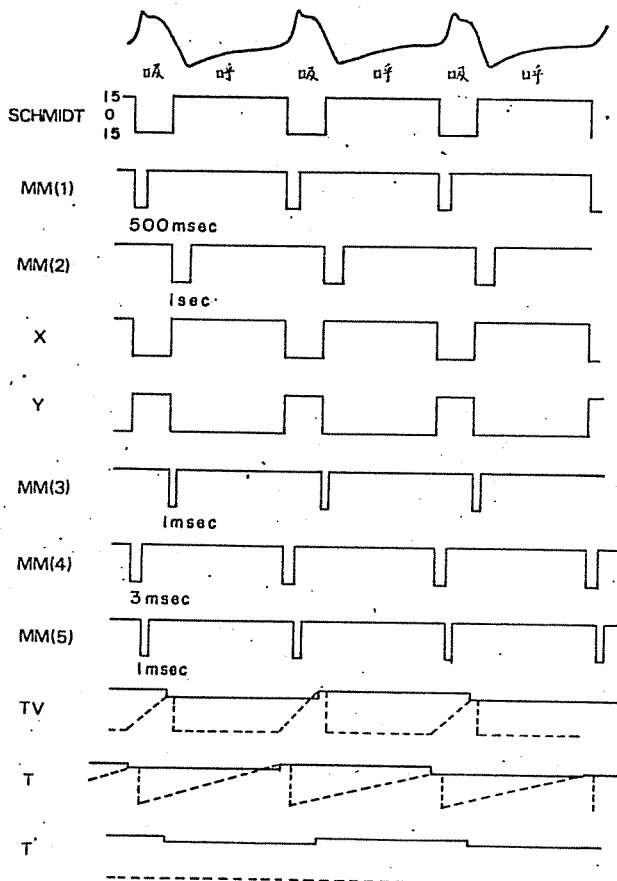 吸 呼 吸 呼 吸 呼
15
SCHMIDT 0
15
MM(1)
500msec
MM(2)
1sec
X
Y
MM(3)
1msec
MM(4)
3msec
MM(5)
1msec
TV
T
T'